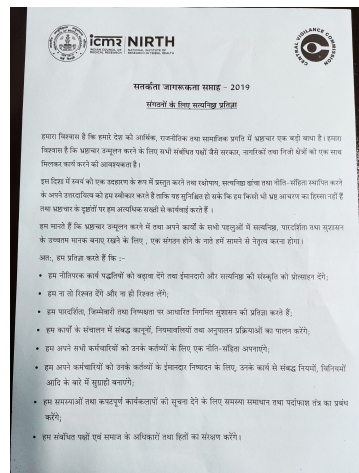 icmr NIRTH
INDIAN COUNCIL OF MEDICAL RESEARCH
NATIONAL INSTITUTE OF RESEARCH IN TRIBAL HEALTH
CENTRAL VIGILANCE COMMISSION
सतर्कता जागरूकता सप्ताह – 2019
संगठनों के लिए सत्यनिष्ठा प्रतिज्ञा
हमारा विश्वास है कि हमारे देश की आर्थिक, राजनीतिक तथा सामाजिक प्रगति में भ्रष्टाचार एक बड़ी बाधा है। हमारा
विश्वास है कि भ्रष्टाचार उन्मूलन करने के लिए सभी संबंधित पक्षों जैसे सरकार, नागरिकों तथा निजी क्षेत्रों को एक साथ
मिलकर कार्य करने की आवश्यकता है।
इस दिशा में स्वयं को एक उदाहरण के रूप में प्रस्तुत करने तथा रक्षोपाय, सत्यनिष्ठा ढांचा तथा नीति-संहिता स्थापित करने
के अपने उत्तरदायित्व को हम स्वीकार करते हैं ताकि यह सुनिश्चित हो सके कि हम किसी भी भ्रष्ट आचरण का हिस्सा नहीं हैं
तथा भ्रष्टाचार के दृष्टांतों पर हम अत्यधिक सख्ती से कार्रवाई करते हैं ।
हम मानते हैं कि भ्रष्टाचार उन्मूलन करने में तथा अपने कार्यों के सभी पहलुओं में सत्यनिष्ठा, पारदर्शिता तथा सुशासन
के उच्चतम मानक बनाए रखने के लिए , एक संगठन होने के नाते हमें सामने से नेतृत्व करना होगा।
अत:, हम प्रतिज्ञा करते हैं कि :-
• हम नीतिपरक कार्य पद्धतियों को बढ़ावा देंगे तथा ईमानदारी और सत्यनिष्ठा की संस्कृति को प्रोत्साहन देंगे;
• हम ना तो रिश्वत देंगे और ना ही रिश्वत लेंगे;
• हम पारदर्शिता, जिम्मेवारी तथा निष्पक्षता पर आधारित निगमित सुशासन की प्रतिज्ञा करते हैं;
• हम कार्यों के संचालन में संबद्ध कानूनों, नियमावलियों तथा अनुपालन प्रक्रियाओं का पालन करेंगे;
• हम अपने सभी कर्मचारियों को उनके कर्तव्यों के लिए एक नीति-संहिता अपनाएंगे;
• हम अपने कर्मचारियों को उनके कर्तव्यों के ईमानदार निष्पादन के लिए, उनके कार्य से संबद्ध नियमों, विनियमों
आदि के बारे में सुग्राही बनाएंगे;
• हम समस्याओं तथा कपटपूर्ण कार्यकलापों की सूचना देने के लिए समस्या समाधान तथा पर्दाफाश तंत्र का प्रबंध
करेंगे;
• हम संबंधित पक्षों एवं समाज के अधिकारों तथा हितों का संरक्षण करेंगे ।